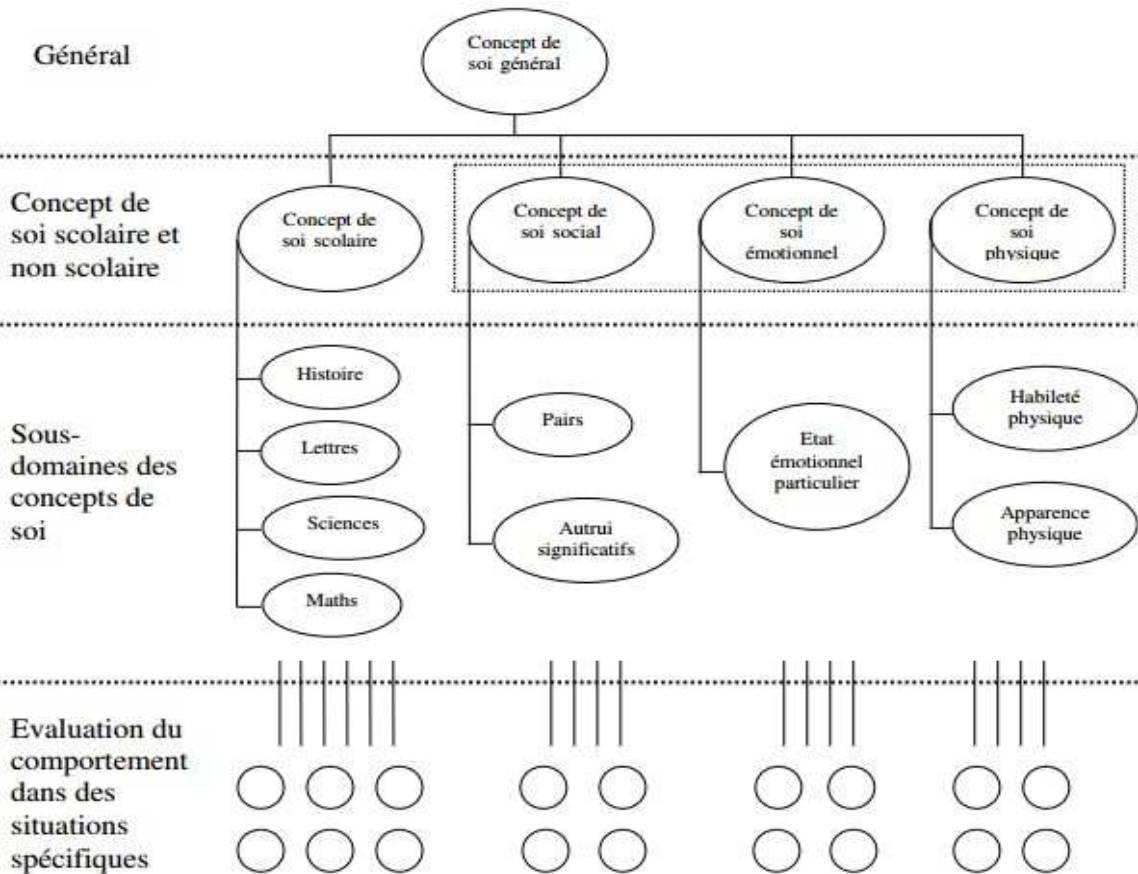 Général
Concept de
soi général
Concept de
soi scolaire et
non scolaire
Concept de
soi scolaire
Concept de
soi social
Concept de
soi
émotionnel
Concept de
soi
physique
Sous-
domaines des
concepts de
soi
Histoire
Lettres
Sciences
Maths
Pairs
Autrui
significatifs
Etat
émotionnel
particulier
Habileté
physique
Apparence
physique
Evaluation du
comportement
dans des
situations
spécifiques